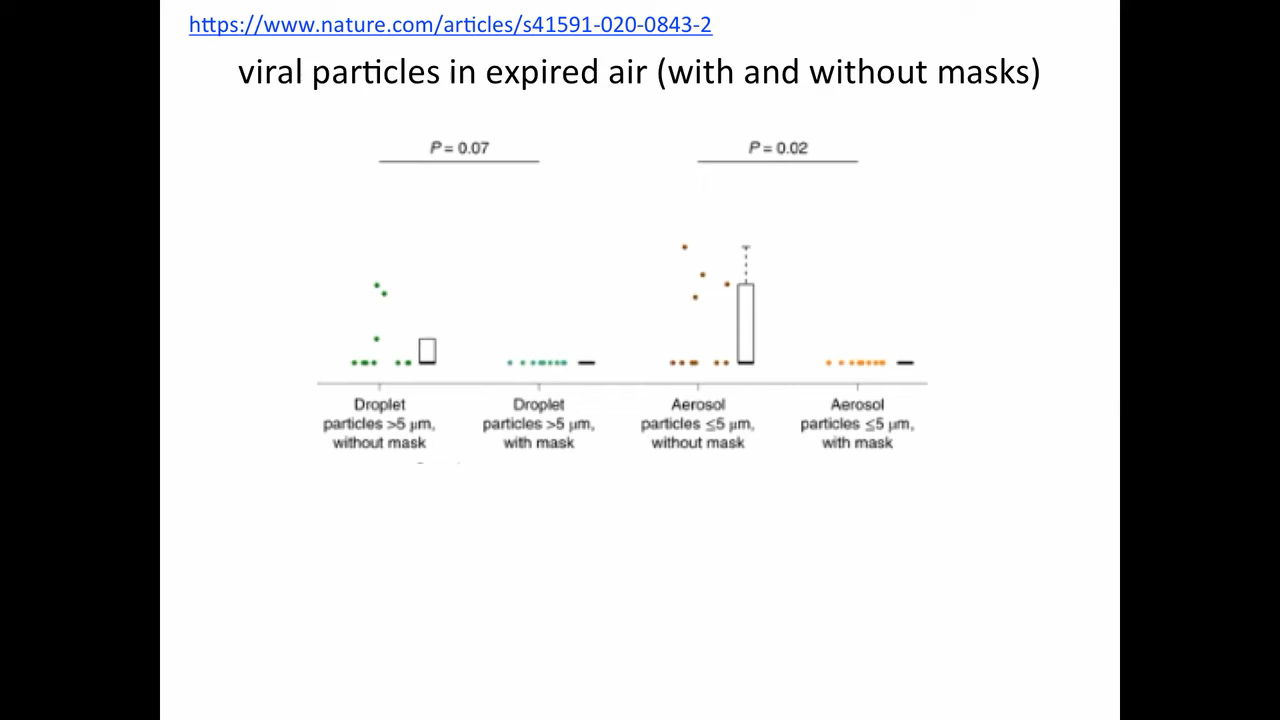 https://www.nature.com/articles/s41591-020-0843-2
viral particles in expired air (with and without masks)
P = 0.07
P = 0.02
Droplet
particles >5 μm,
without mask
Droplet
particles >5 μm,
with mask
Aerosol
particles ≤5 μm,
without mask
Aerosol
particles ≤5 μm,
with mask